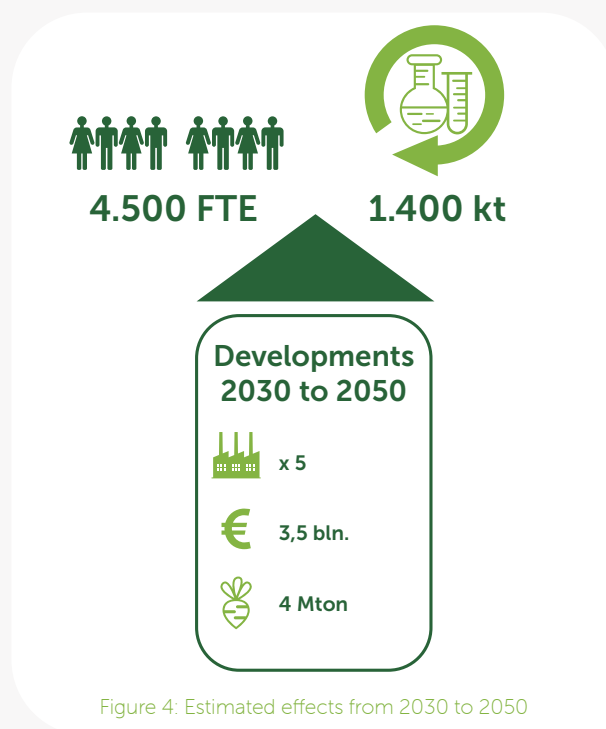 4.500 FTE
1.400 kt
Developments
2030 to 2050
x 5
€ 3,5 bln.
4 Mton
Figure 4: Estimated effects from 2030 to 2050